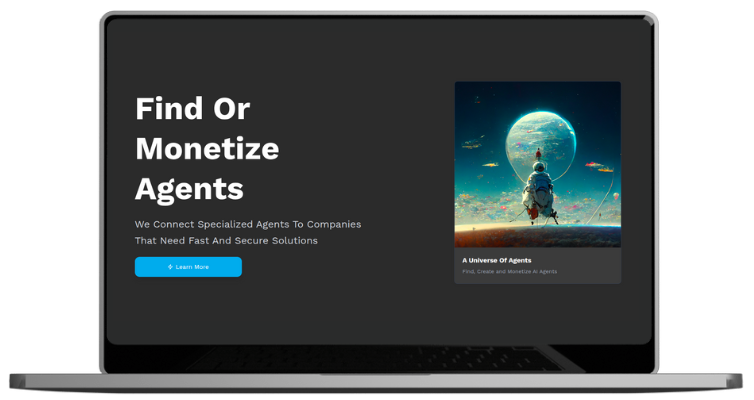 Find Or
Monetize
Agents
We Connect Specialized Agents To Companies
That Need Fast And Secure Solutions
Learn More
A Universe Of Agents
Find, Create and Monetize AI Agents